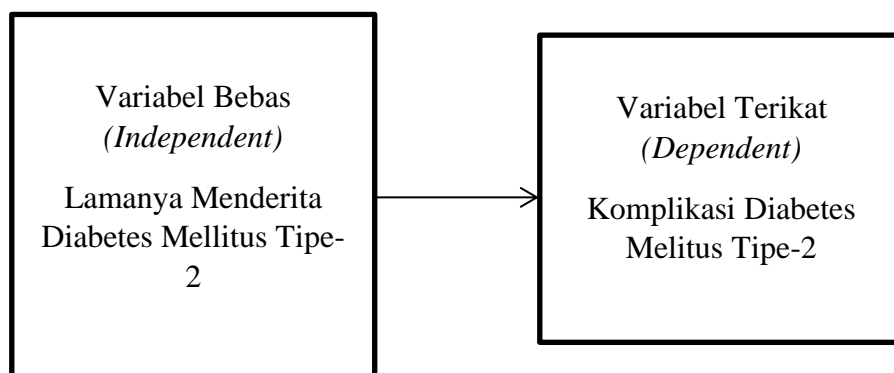 Variabel Bebas
(Independent)
Lamanya Menderita
Diabetes Mellitus Tipe-
2
Variabel Terikat
(Dependent)
Komplikasi Diabetes
Melitus Tipe-2